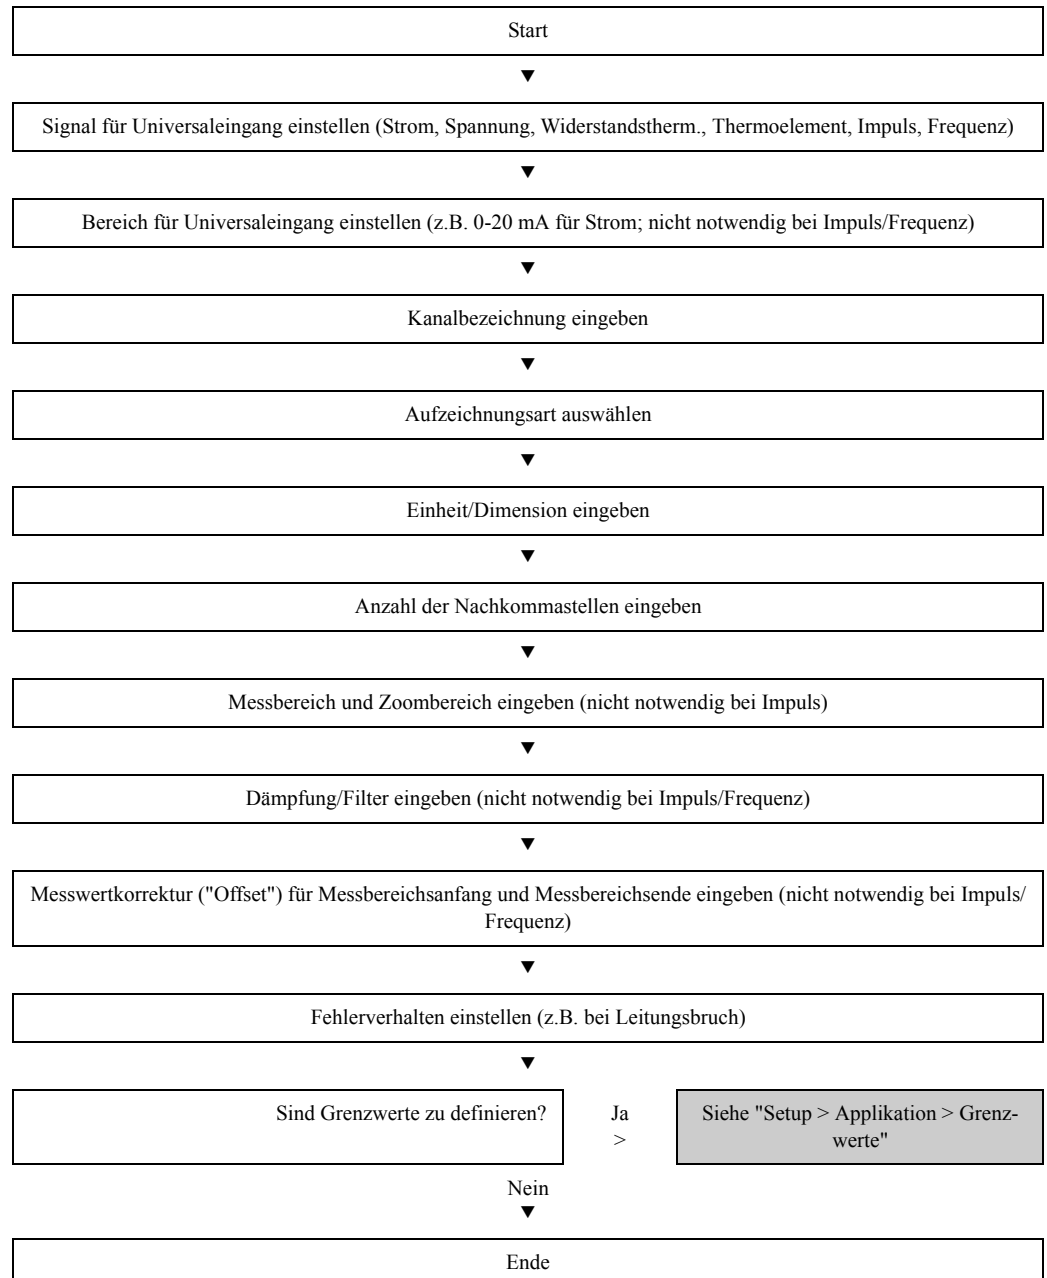 Start
▼
Signal für Universaleingang einstellen (Strom, Spannung, Widerstandstherm., Thermoelement, Impuls, Frequenz)
▼
Bereich für Universaleingang einstellen (z.B. 0-20 mA für Strom; nicht notwendig bei Impuls/Frequenz)
▼
Kanalbezeichnung eingeben
▼
Aufzeichnungsart auswählen
▼
Einheit/Dimension eingeben
▼
Anzahl der Nachkommastellen eingeben
▼
Messbereich und Zoombereich eingeben (nicht notwendig bei Impuls)
▼
Dämpfung/Filter eingeben (nicht notwendig bei Impuls/Frequenz)
▼
Messwertkorrektur ("Offset") für Messbereichsanfang und Messbereichsende eingeben (nicht notwendig bei Impuls/
Frequenz)
▼
Fehlerverhalten einstellen (z.B. bei Leitungsbruch)
▼
Sind Grenzwerte zu definieren?
Ja
>
Siehe "Setup > Applikation > Grenz-
werte"
Nein
▼
Ende